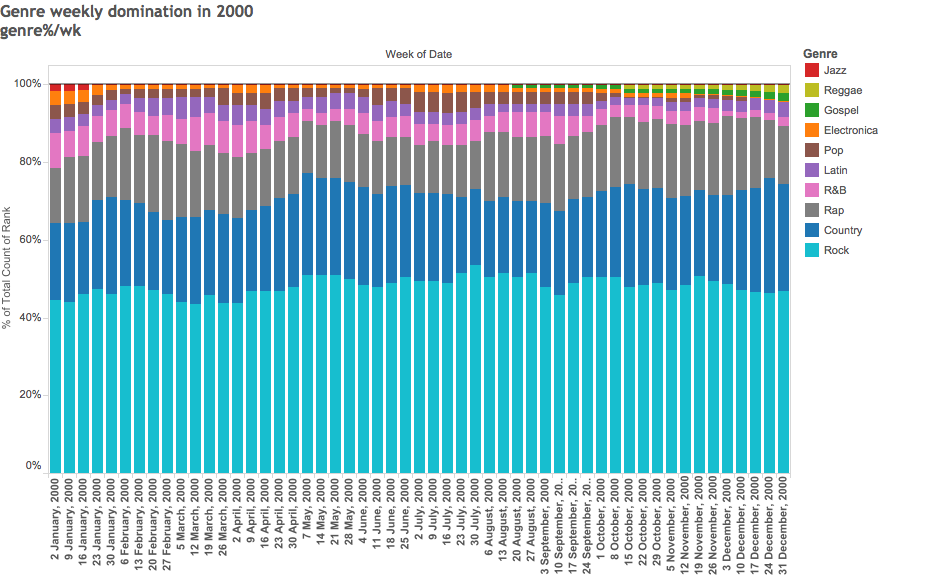 Genre weekly domination in 2000
genre%/wk
Week of Date
Genre
Jazz
Reggae
Gospel
Electronica
Pop
Latin
R&B
Rap
Country
Rock
% of Total Count of Rank
100%
80%
60%
40%
20%
0%
2 January, 2000
9 January, 2000
16 January, 2000
23 January, 2000
30 January, 2000
6 February, 2000
13 February, 2000
20 February, 2000
27 February, 2000
5 March, 2000
12 March, 2000
19 March, 2000
26 March, 2000
2 April, 2000
9 April, 2000
16 April, 2000
23 April, 2000
30 April, 2000
7 May, 2000
14 May, 2000
21 May, 2000
28 May, 2000
4 June, 2000
11 June, 2000
18 June, 2000
25 June, 2000
2 July, 2000
9 July, 2000
16 July, 2000
23 July, 2000
30 July, 2000
6 August, 2000
13 August, 2000
20 August, 2000
27 August, 2000
3 September, 2000
10 September, 20..
17 September, 20..
24 September, 20..
1 October, 2000
8 October, 2000
15 October, 2000
22 October, 2000
29 October, 2000
5 November, 2000
12 November, 2000
19 November, 2000
26 November, 2000
3 December, 2000
10 December, 2000
17 December, 2000
24 December, 2000
31 December, 2000